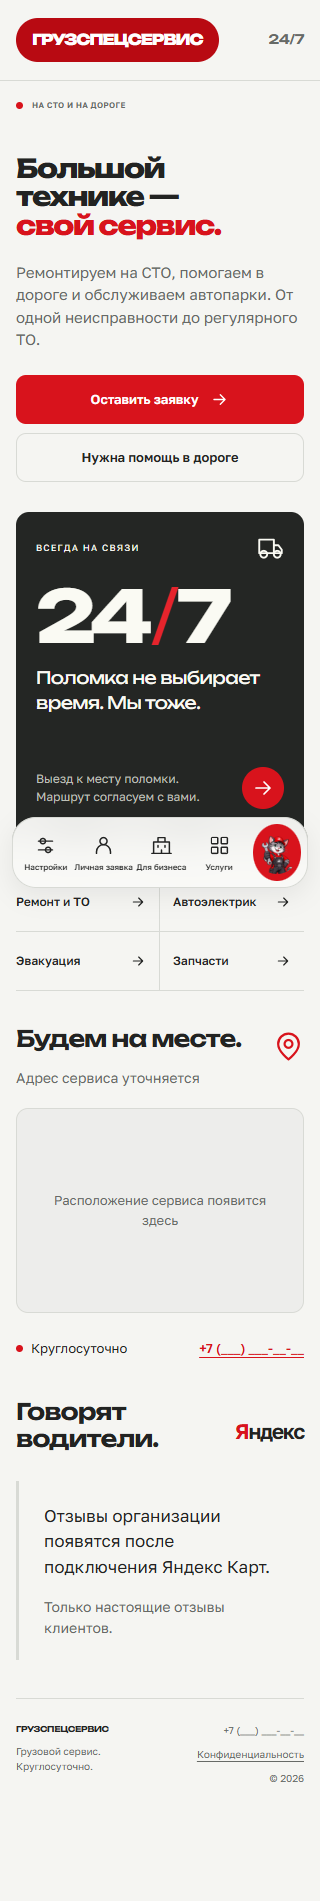 ГРУЗСПЕЦСЕРВИС
24/7
НА СТО И НА ДОРОГЕ
Большой
технике —
свой сервис.
Ремонтируем на СТО, помогаем в
дороге и обслуживаем автопарки. От
одной неисправности до регулярного
ТО.
Оставить заявку
Нужна помощь в дороге
ВСЕГДА НА СВЯЗИ
24/7
Поломка не выбирает
время. Мы тоже.
Выезд к месту поломки.
Маршрут согласуем с вами.
Настройки
Личная заявка
Для бизнеса
Услуги
Ремонт и ТО
Автоэлектрик
Эвакуация
Запчасти
Будем на месте.
Адрес сервиса уточняется
Расположение сервиса появится
здесь
Круглосуточно
+7 (___) ___-__-__
Говорят
водители.
Яндекс
Отзывы организации
появятся после
подключения Яндекс Карт.
Только настоящие отзывы
клиентов.
ГРУЗСПЕЦСЕРВИС
+7 (___) ___-__-__
Грузовой сервис.
Круглосуточно.
Конфиденциальность
© 2026